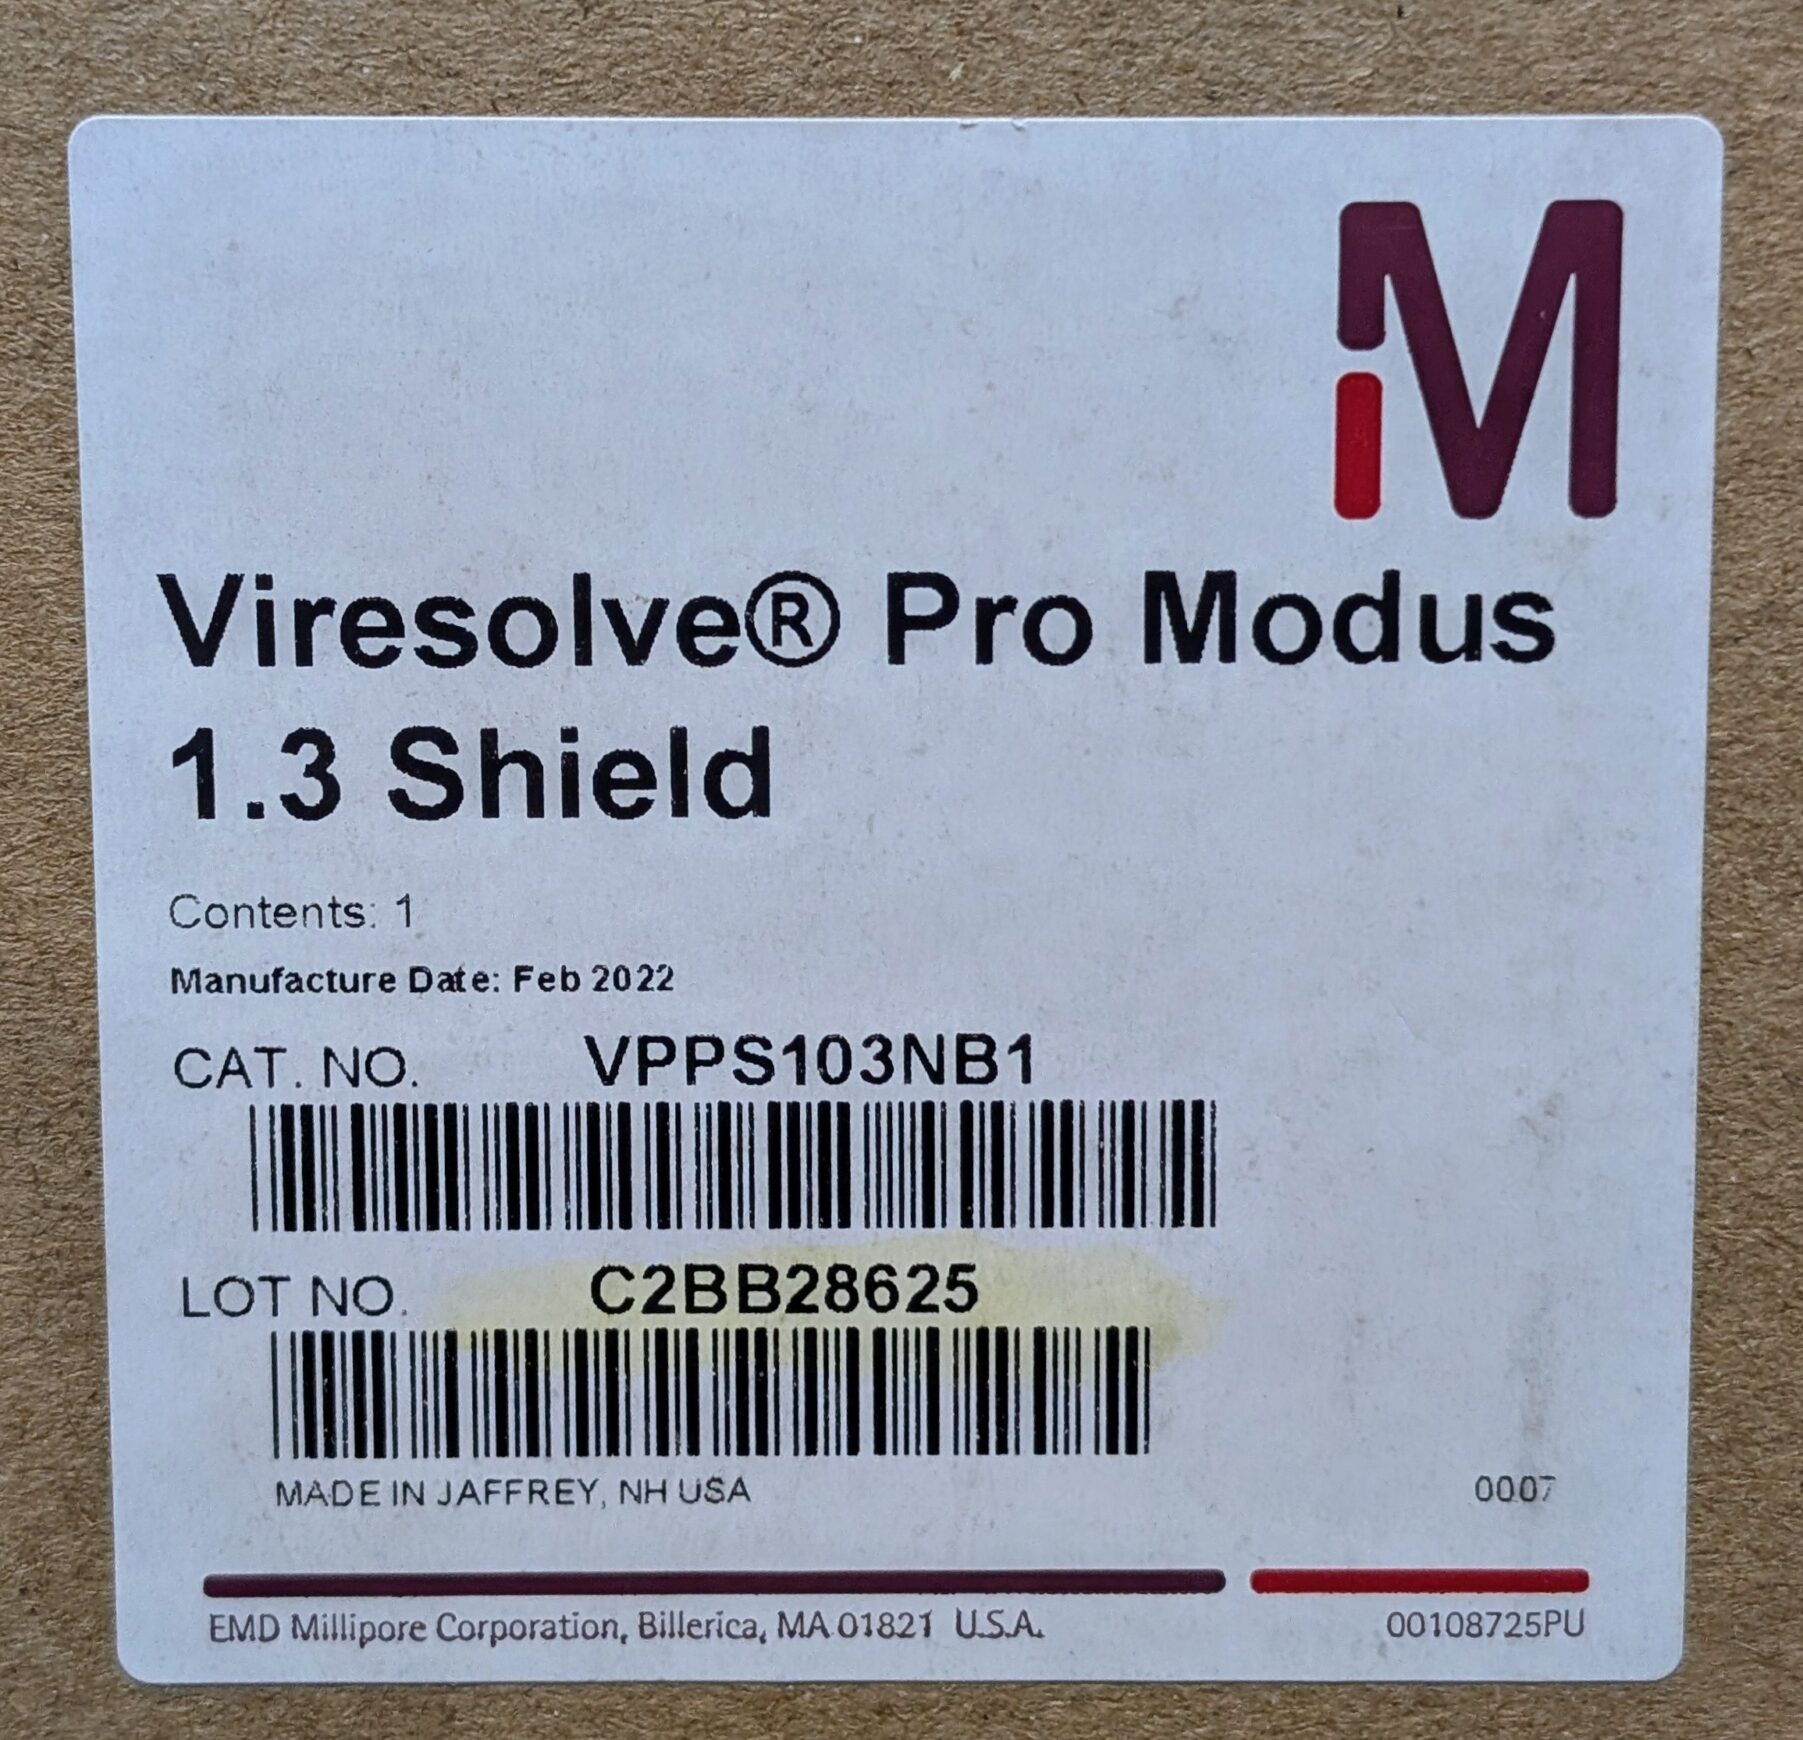 M
Viresolve® Pro Modus
1.3 Shield
Contents: 1
Manufacture Date: Feb 2022
CAT. NO. VPPS103NB1
LOT NO. C2BB28625
MADE IN JAFFREY, NH USA 0007
EMD Millipore Corporation, Billerica, MA 01821 U.S.A. 00108725PU